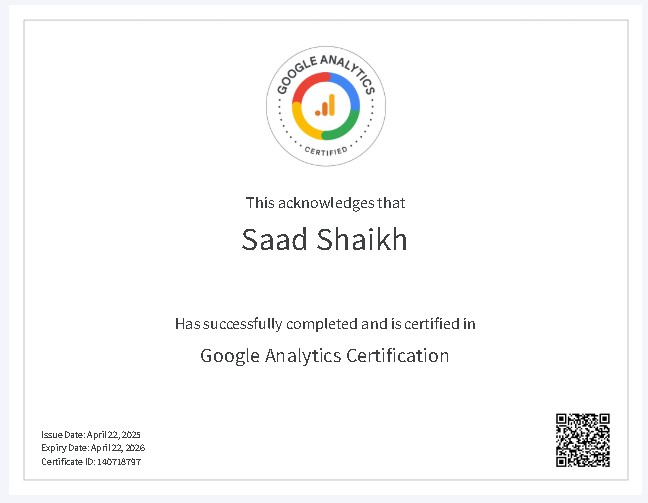 GOOGLE ANALYTICS
CERTIFIED
This acknowledges that
Saad Shaikh
Has successfully completed and is certified in
Google Analytics Certification
Issue Date: April 22, 2025
Expiry Date: April 22, 2026
Certificate ID: 140718797